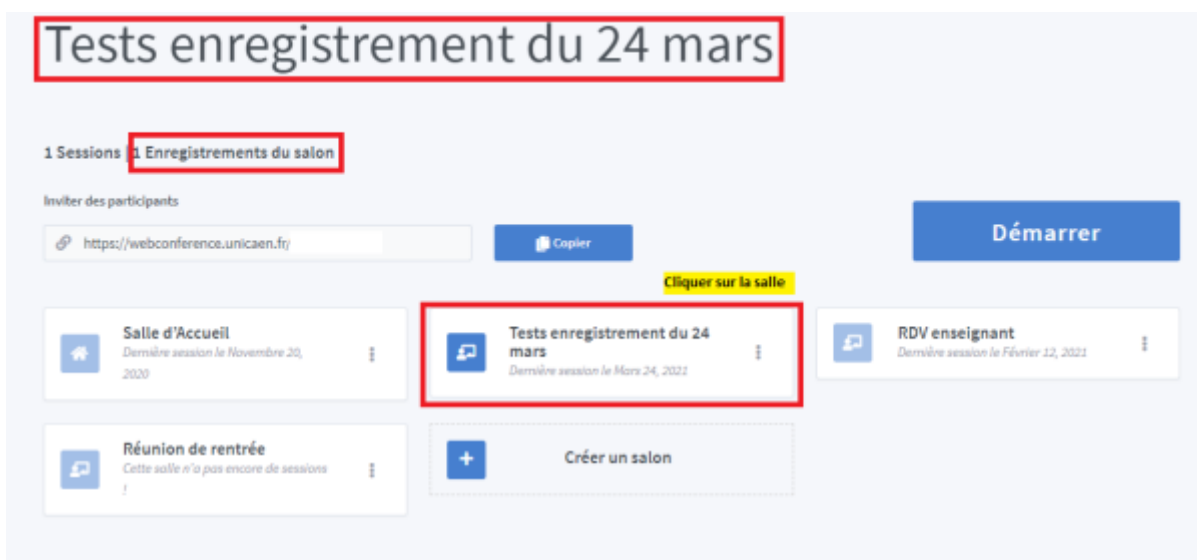 Tests enregistrement du 24 mars
1 Sessions | 1 Enregistrements du salon
Inviter des participants
https://webconference.unicaen.fr/
Copier
Démarrer
Cliquer sur la salle
Salle d'Accueil
Dernière session le Novembre 20,
2020
Tests enregistrement du 24
mars
Dernière session le Mars 24, 2021
RDV enseignant
Dernière session le Février 12, 2021
Réunion de rentrée
Cette salle n'a pas encore de sessions
!
Créer un salon